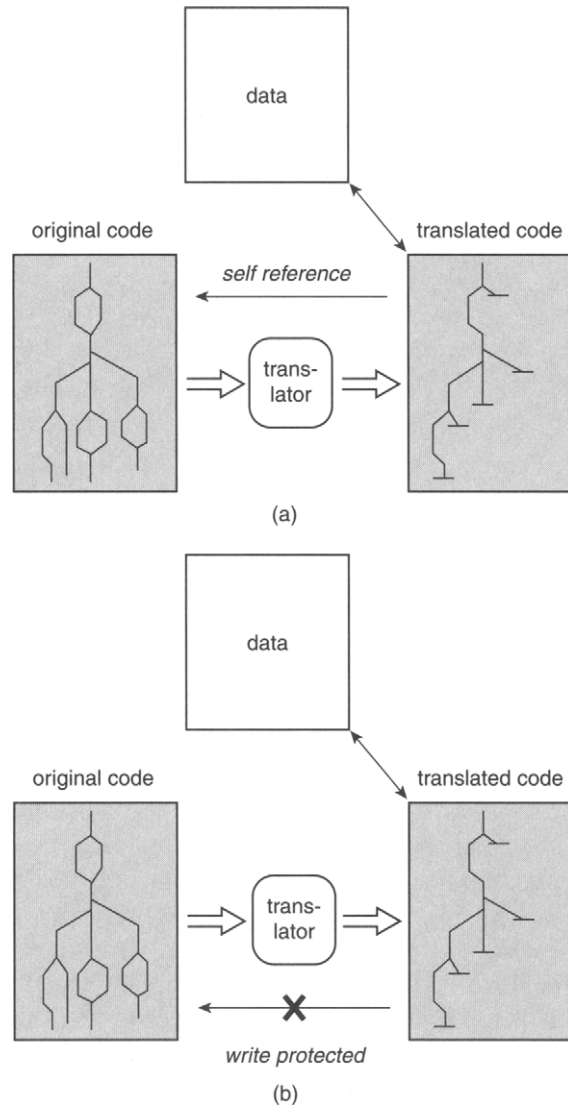 data
original code
translated code
self reference
trans-
lator
(a)
data
original code
translated code
trans-
lator
write protected
(b)